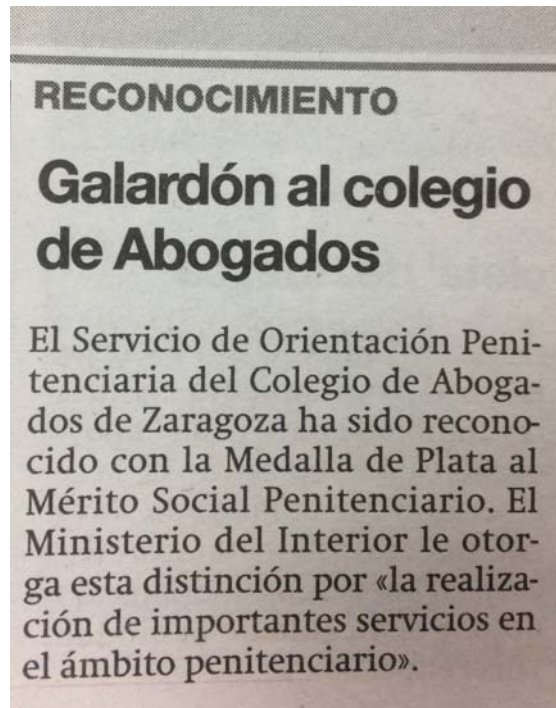 RECONOCIMIENTO
Galardón al colegio
de Abogados
El Servicio de Orientación Peni-
tenciaria del Colegio de Aboga-
dos de Zaragoza ha sido recono-
cido con la Medalla de Plata al
Mérito Social Penitenciario. El
Ministerio del Interior le otor-
ga esta distinción por «la realiza-
ción de importantes servicios en
el ámbito penitenciario».